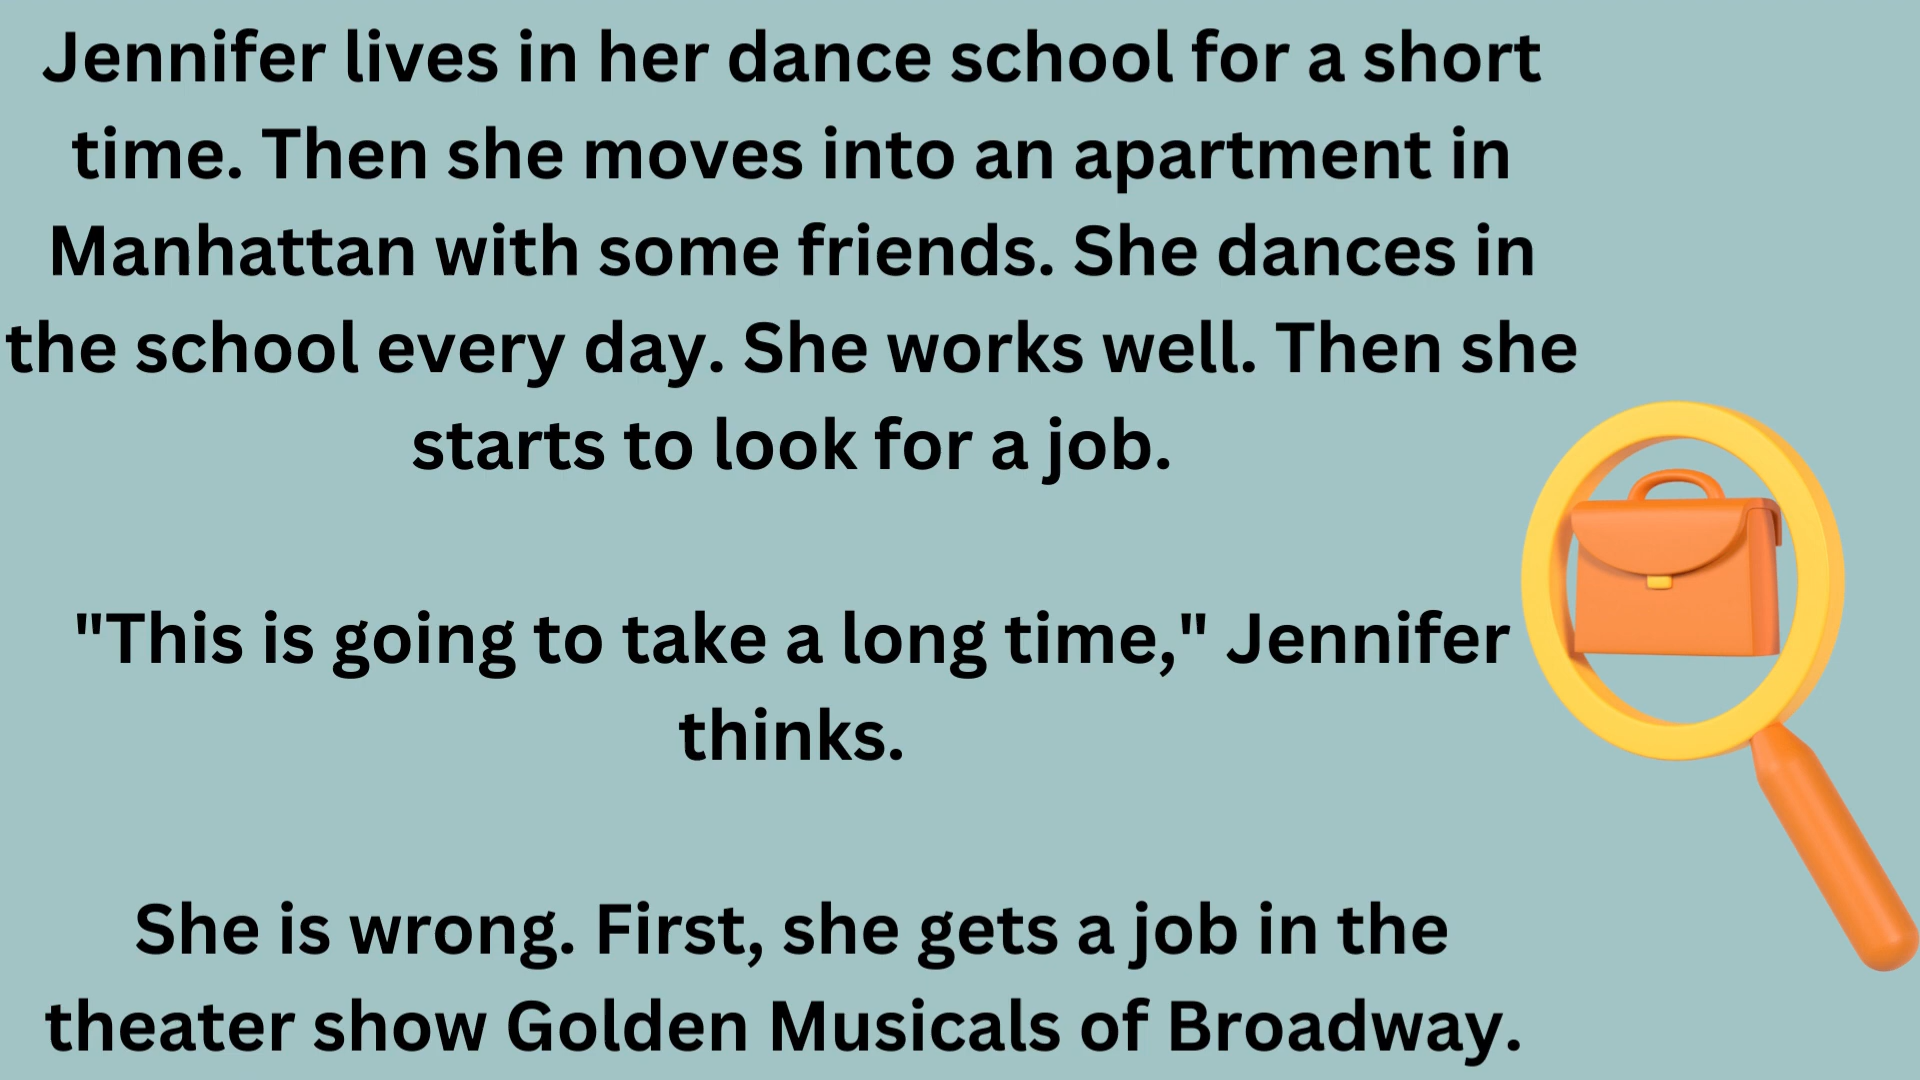 Jennifer lives in her dance school for a short
time. Then she moves into an apartment in
Manhattan with some friends. She dances in
the school every day. She works well. Then she
starts to look for a job.
"This is going to take a long time," Jennifer
thinks.
She is wrong. First, she gets a job in the
theater show Golden Musicals of Broadway.